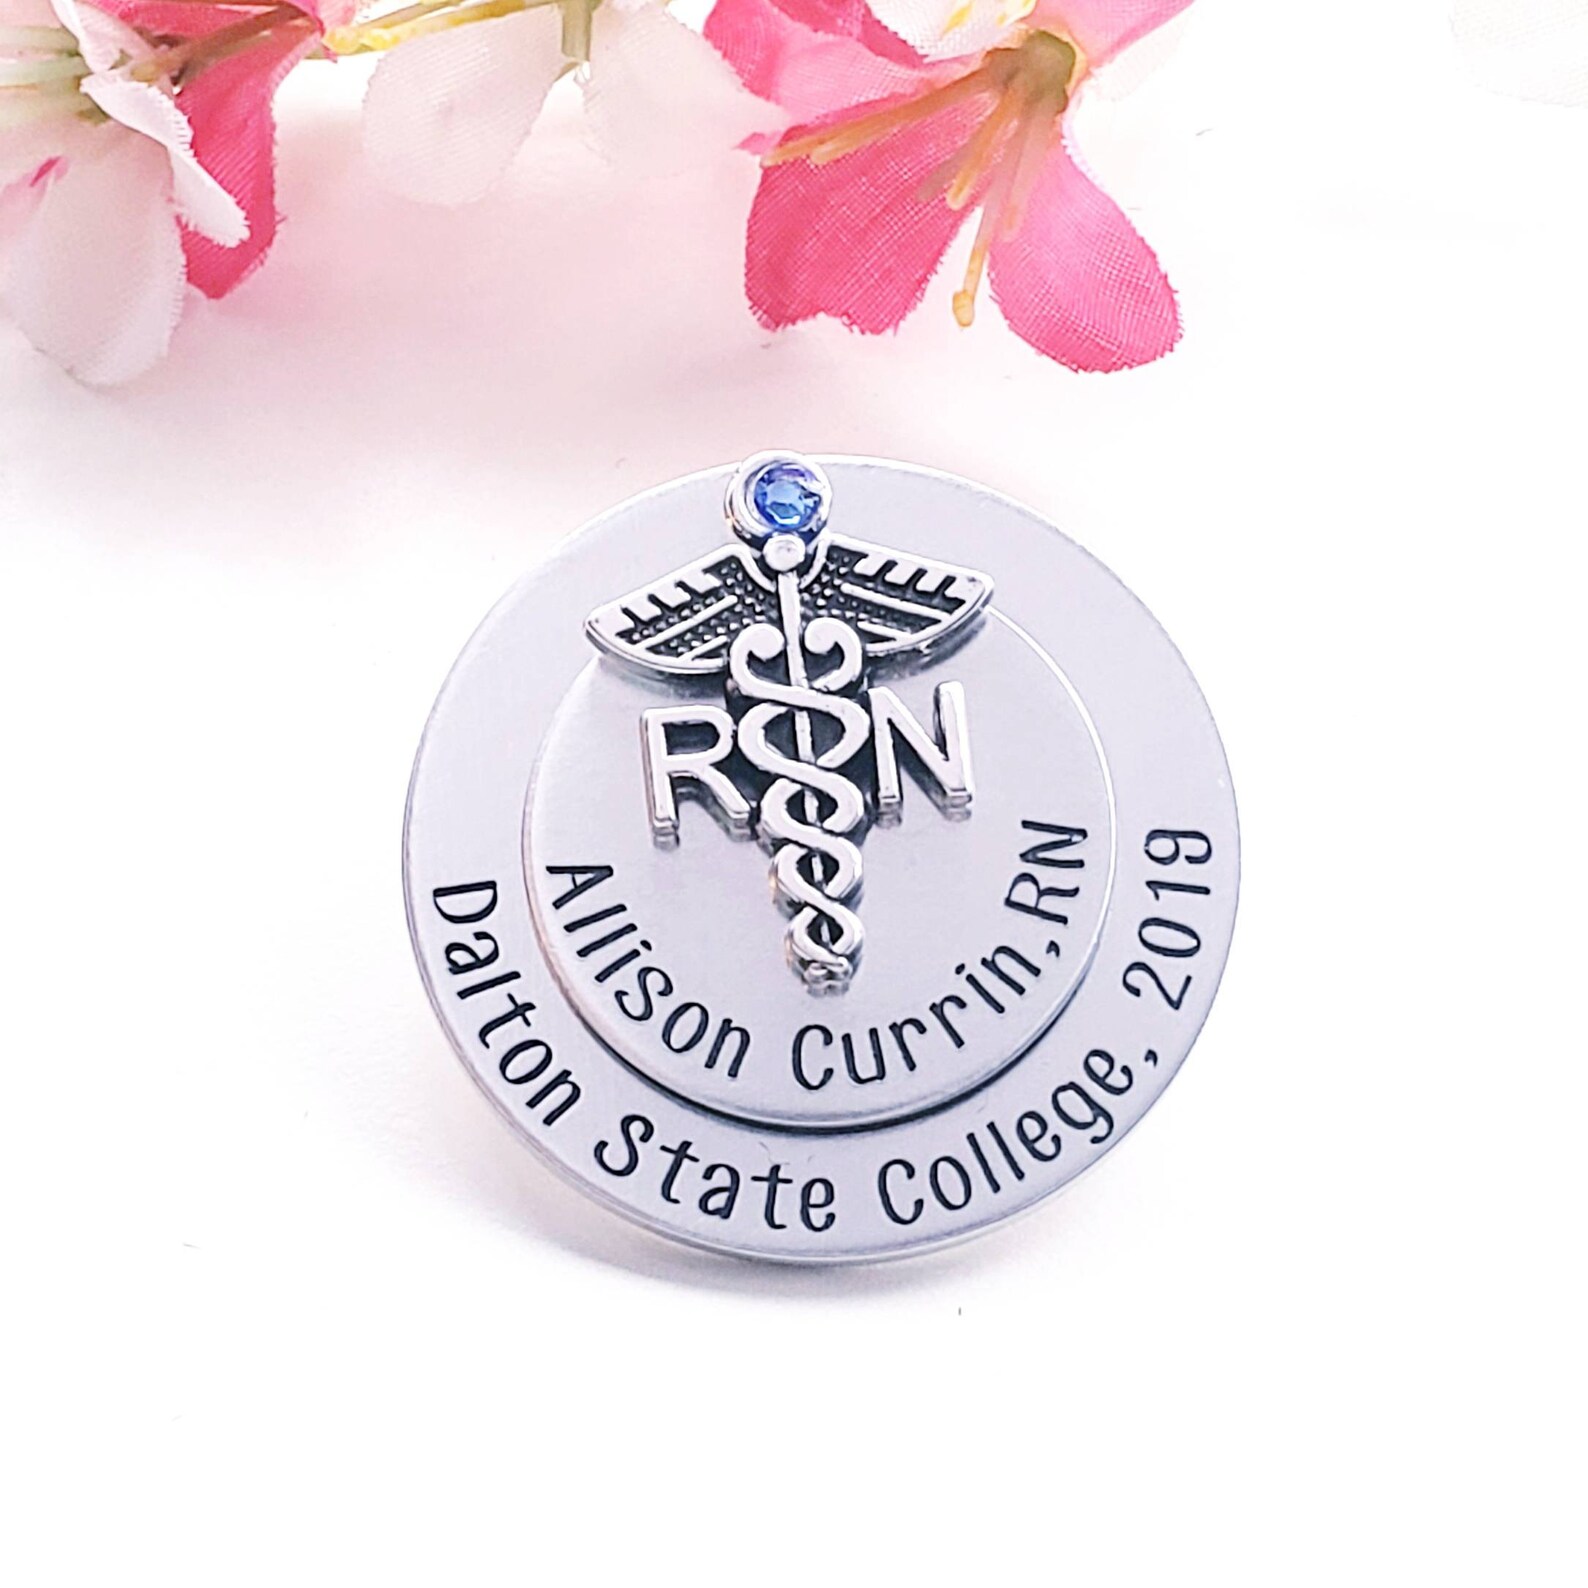 RN
Allison Currin,RN
Dalton State College, 2019